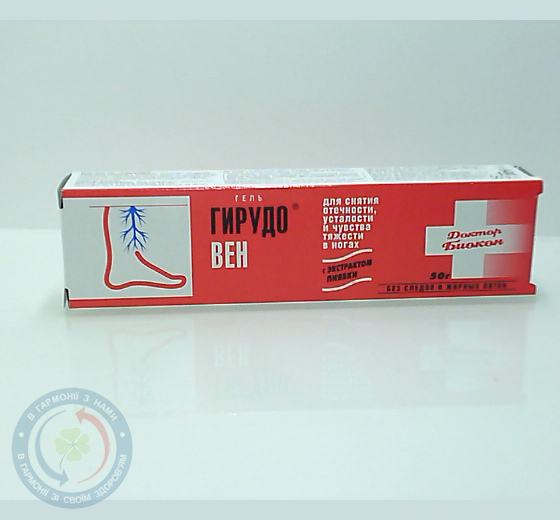 ГЕЛЬ
ГИРУДО®
ВЕН
ДЛЯ СНЯТИЯ
ОТЕЧНОСТИ,
УСТАЛОСТИ
И ЧУВСТВА
ТЯЖЕСТИ
В НОГАХ
с ЭКСТРАКТОМ
ПИЯВКИ
Доктор
Биокон
50г
БЕЗ СЛЕДОВ И ЖИРНЫХ ПЯТЕН
В ГАРМОНІЇ З НАМИ
В ГАРМОНІЇ ЗІ СВОЇМ ЗДОРОВ'ЯМ